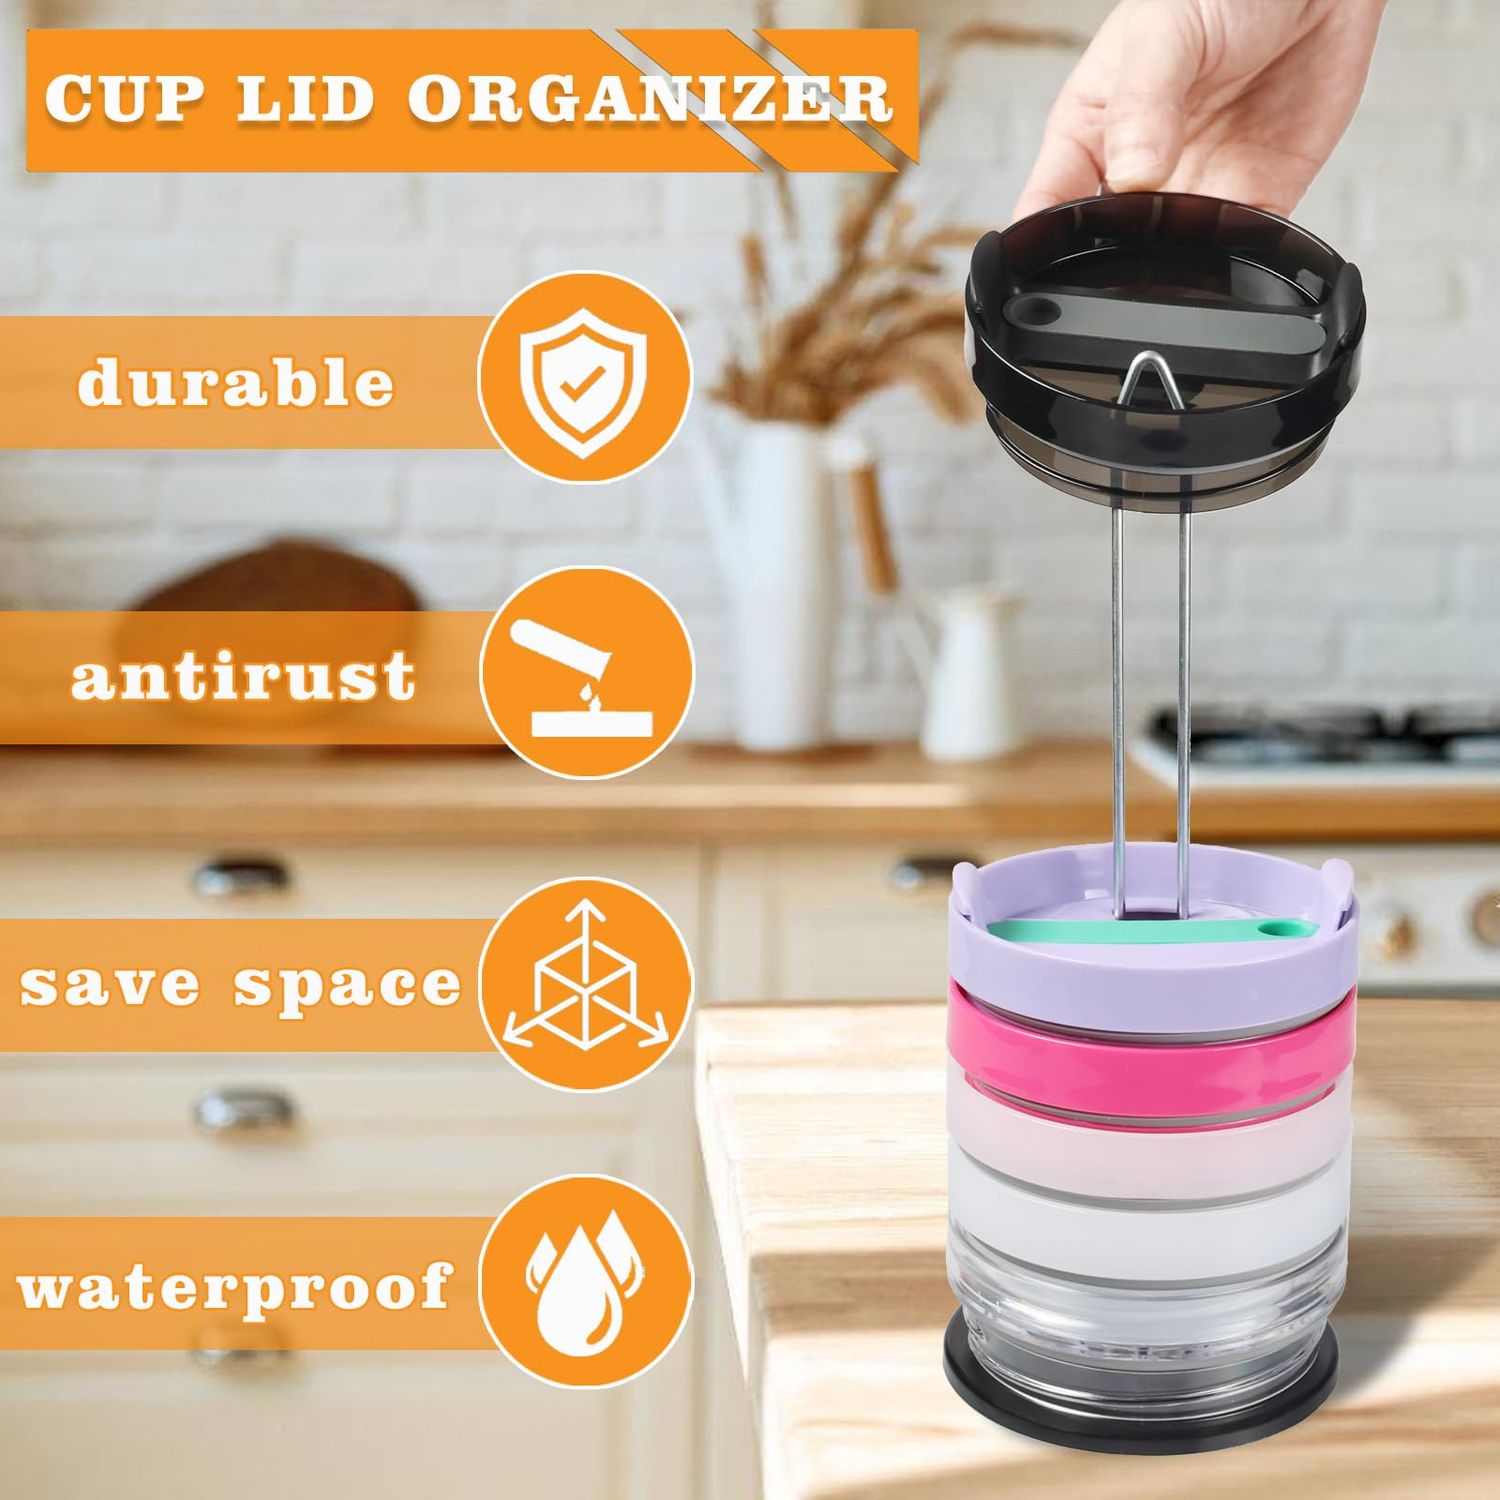 CUP LID ORGANIZER
durable
antirust
save space
waterproof